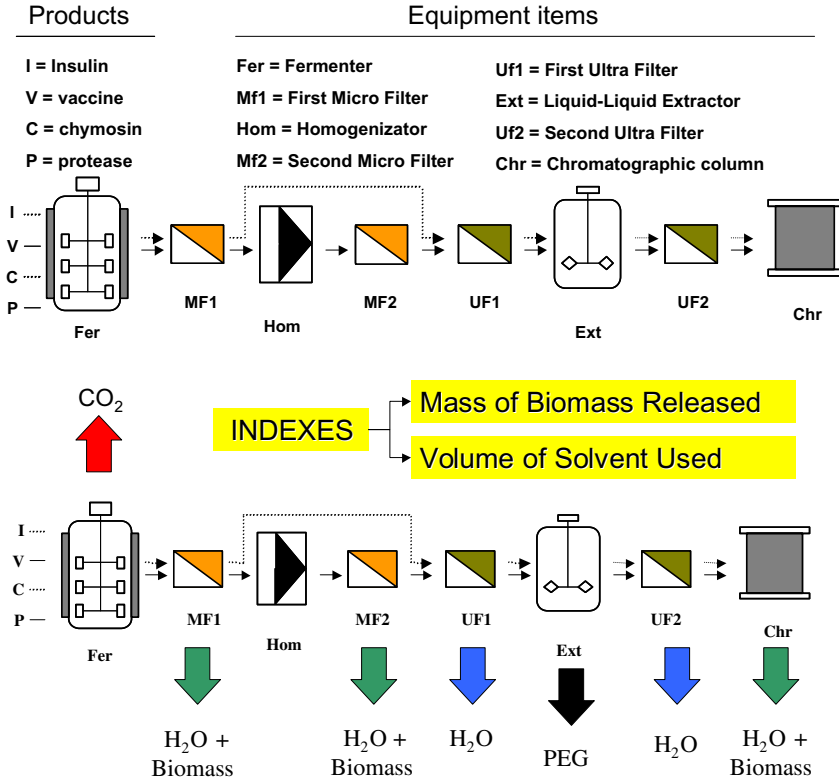 Products
Equipment items
I = Insulin
V = vaccine
C = chymosin
P = protease
Fer = Fermenter
Mf1 = First Micro Filter
Hom = Homogenizator
Mf2 = Second Micro Filter
Uf1 = First Ultra Filter
Ext = Liquid-Liquid Extractor
Uf2 = Second Ultra Filter
Chr = Chromatographic column
I
V
C
P
Fer
MF1
Hom
MF2
UF1
Ext
UF2
Chr
CO2
INDEXES
Mass of Biomass Released
Volume of Solvent Used
I
V
C
P
Fer
MF1
Hom
MF2
UF1
Ext
UF2
Chr
H2O +
Biomass
H2O +
Biomass
H2O
PEG
H2O
H2O +
Biomass